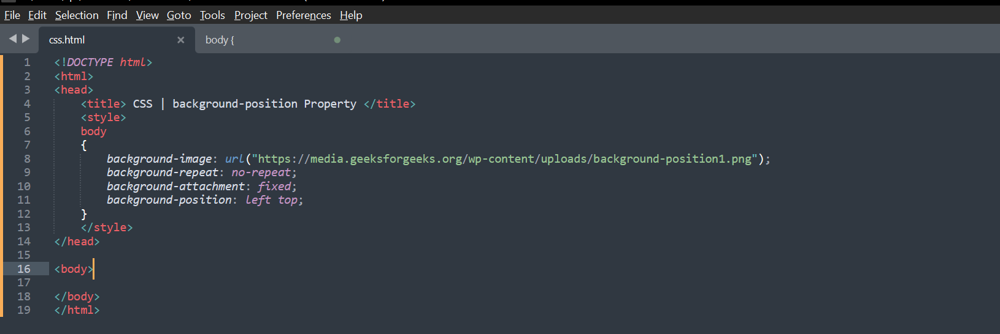 File Edit Selection Find View Goto Tools Project Preferences Help
css.html × body {
1 <!DOCTYPE html>
2 <html>
3 <head>
4     <title> CSS | background-position Property </title>
5     <style>
6     body
7     {
8         background-image: url("https://media.geeksforgeeks.org/wp-content/uploads/background-position1.png");
9         background-repeat: no-repeat;
10         background-attachment: fixed;
11         background-position: left top;
12     }
13     </style>
14 </head>
15
16 <body>
17
18 </body>
19 </html>